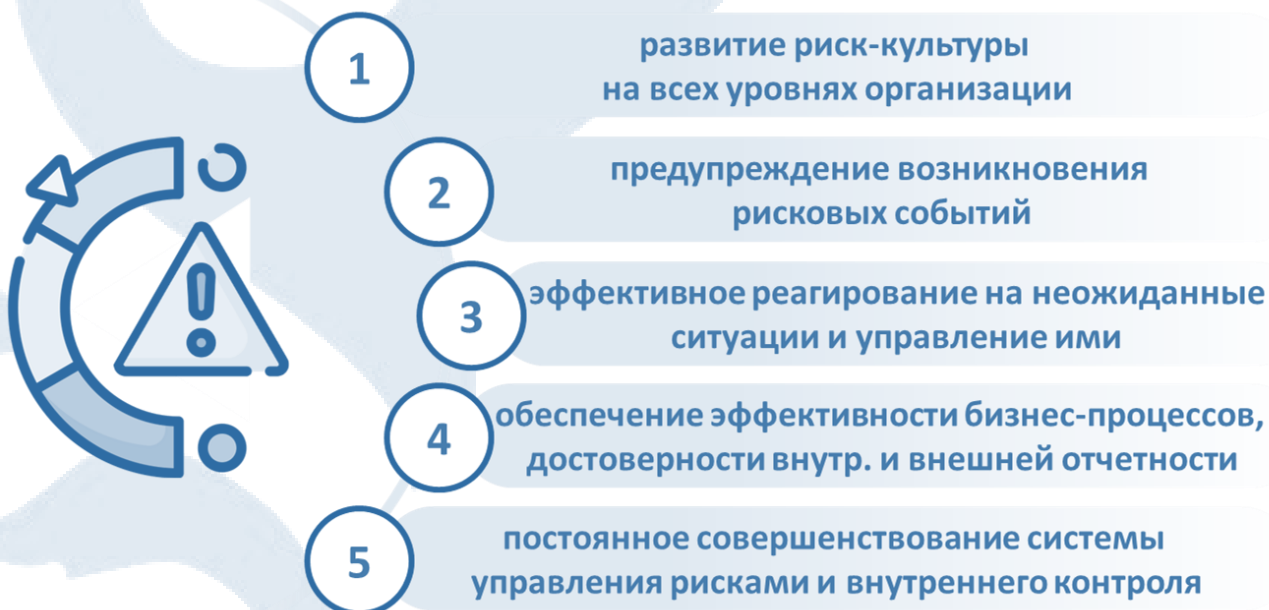 1
развитие риск-культуры
на всех уровнях организации
2
предупреждение возникновения
рисковых событий
3
эффективное реагирование на неожиданные
ситуации и управление ими
4
обеспечение эффективности бизнес-процессов,
достоверности внутр. и внешней отчетности
5
постоянное совершенствование системы
управления рисками и внутреннего контроля